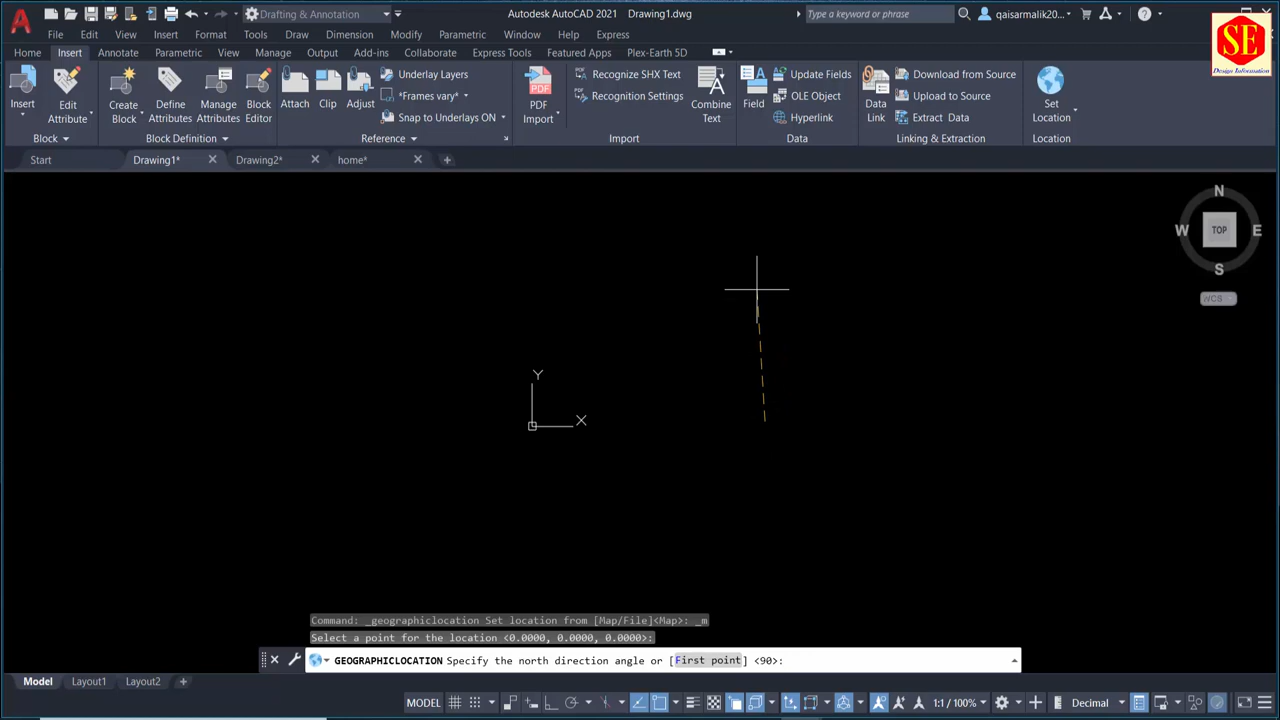 Drafting & Annotation
Autodesk AutoCAD 2021 Drawing1.dwg
Type a keyword or phrase
qaisarmalik20...
SE
Design Information
File Edit View Insert Format Tools Draw Dimension Modify Parametric Window Help Express
Home Insert Annotate Parametric View Manage Output Add-ins Collaborate Express Tools Featured Apps Plex-Earth 5D
Insert
Edit Attribute
Create Block
Define Attributes
Manage Attributes
Block Editor
Attach
Clip
Adjust
Underlay Layers
*Frames vary*
Snap to Underlays ON
PDF Import
Recognize SHX Text
Recognition Settings
Combine Text
Field
Update Fields
OLE Object
Hyperlink
Data Link
Download from Source
Upload to Source
Extract Data
Set Location
Block Block Definition Reference Import Data Linking & Extraction Location
Start Drawing1* Drawing2* home*
N
W TOP E
S
WCS
Y
X
Command: _geographiclocation Set location from [Map/File]<Map>: _m
Select a point for the location <0.0000, 0.0000, 0.0000>:
GEOGRAPHICLOCATION Specify the north direction angle or [First point] <90>:
Model Layout1 Layout2
MODEL 1:1 / 100% Decimal